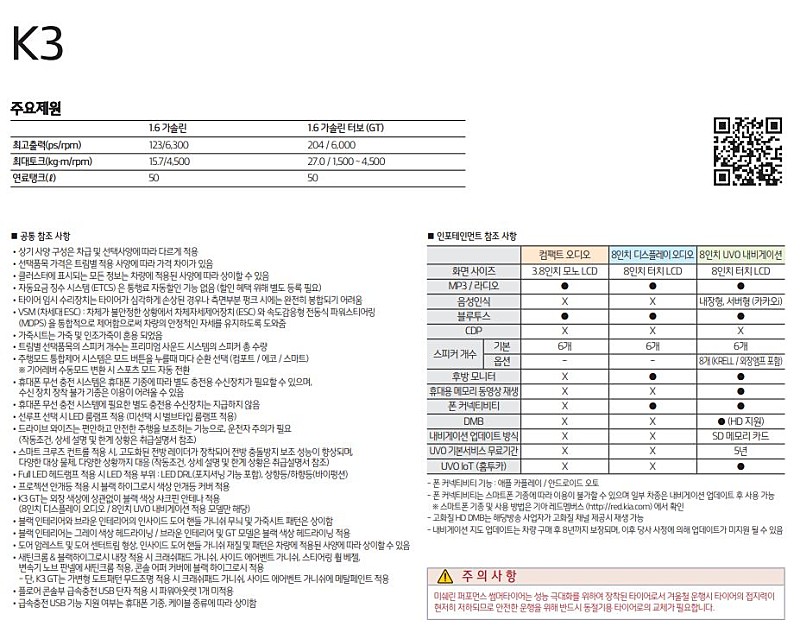 K3
주요제원
1.6 가솔린 1.6 가솔린 터보 (GT)
최고출력(ps/rpm) 123/6,300 204 / 6,000
최대토크(kg·m/rpm) 15.7/4,500 27.0 / 1,500 ~ 4,500
연료탱크(ℓ) 50 50
■ 공통 참조 사항
• 상기 사양 구성은 차급 및 선택사양에 따라 다르게 적용
• 선택품목 가격은 트림별 적용 사양에 따라 가격 차이가 있음
• 클러스터에 표시되는 모든 정보는 차량에 적용된 사양에 따라 상이할 수 있음
• 자동요금 징수 시스템 (ETCS) 은 통행료 자동할인 기능 없음 (할인 혜택 위해 별도 등록 필요)
• 타이어 임시 수리장치는 타이어가 심각하게 손상된 경우나 측면부분 펑크 시에는 완전히 봉합되기 어려움
• VSM (차세대 ESC) : 차체가 불안정한 상황에서 차체자세제어장치 (ESC) 와 속도감응형 전동식 파워스티어링
(MDPS) 을 통합적으로 제어함으로써 차량의 안정적인 자세를 유지하도록 도와줌
• 가죽시트는 가죽 및 인조가죽이 혼용 되었음
• 트림별 선택품목의 스피커 개수는 프리미엄 사운드 시스템의 스피커 총 수량
• 주행모드 통합제어 시스템은 모드 버튼을 누를때 마다 순환 선택 (컴포트 / 에코 / 스마트)
※ 기어레버 수동모드 변환 시 스포츠 모드 자동 전환
• 휴대폰 무선 충전 시스템은 휴대폰 기종에 따라 별도 충전용 수신장치가 필요할 수 있으며,
수신 장치 장착 불가 기종은 이용이 어려울 수 있음
• 휴대폰 무선 충전 시스템에 필요한 별도 충전용 수신장치는 지급하지 않음
• 선루프 선택 시 LED 룸램프 적용 (미선택 시 벌브타입 룸램프 적용)
• 드라이브 와이즈는 편안하고 안전한 주행을 보조하는 기능으로, 운전자 주의가 필요
(작동조건, 상세 설명 및 한계 상황은 취급설명서 참조)
• 스마트 크루즈 컨트롤 적용 시, 고도화된 전방 레이더가 장착되어 전방 충돌방지 보조 성능이 향상되며,
다양한 대상 물체, 다양한 상황까지 대응 (작동조건, 상세 설명 및 한계 상황은 취급설명서 참조)
• Full LED 헤드램프 적용 시 LED 적용 부위 : LED DRL(포지셔닝 기능 포함), 상향등/하향등(바이펑션)
• 프로젝션 안개등 적용 시 블랙 하이그로시 색상 안개등 커버 적용
• K3 GT는 외장 색상에 상관없이 블랙 색상 샤크핀 안테나 적용
(8인치 디스플레이 오디오 / 8인치 UVO 내비게이션 적용 모델만 해당)
• 블랙 인테리어와 브라운 인테리어의 인사이드 도어 핸들 가니쉬 무늬 및 가죽시트 패턴은 상이함
• 블랙 인테리어는 그레이 색상 헤드라이닝 / 브라운 인테리어 및 GT 모델은 블랙 색상 헤드라이닝 적용
• 도어 암레스트 및 도어 센터트림 형상, 인사이드 도어 핸들 가니쉬 재질 및 패턴은 차량에 적용된 사양에 따라 상이할 수 있음
• 새틴크롬 & 블랙하이그로시 내장 적용 시 크래쉬패드 가니쉬, 사이드 에어벤트 가니쉬, 스티어링 휠 베젤,
변속기 노브 판넬에 새틴크롬 적용, 콘솔 어퍼 커버에 블랙 하이그로시 적용
- 단, K3 GT는 가변형 도트패턴 무드조명 적용 시 크래쉬패드 가니쉬, 사이드 에어벤트 가니쉬에 메탈페인트 적용
• 플로어 콘솔부 급속충전 USB 단자 적용 시 파워아웃렛 1개 미적용
• 급속충전 USB 기능 지원 여부는 휴대폰 기종, 케이블 종류에 따라 상이함
■ 인포테인먼트 참조 사항
컴팩트 오디오 8인치 디스플레이 오디오 8인치 UVO 내비게이션
화면 사이즈 3.8인치 모노 LCD 8인치 터치 LCD 8인치 터치 LCD
MP3 / 라디오 ● ● ●
음성인식 X X 내장형, 서버형 (카카오i)
블루투스 ● ● ●
CDP X X X
스피커 개수 기본 6개 6개 6개
옵션 - - 8개 (KRELL / 외장앰프 포함)
후방 모니터 X ● ●
휴대용 메모리 동영상 재생 X X ●
폰 커넥티비티 X ● ●
DMB X X ● (HD 지원)
내비게이션 업데이트 방식 X X SD 메모리 카드
UVO 기본서비스 무료기간 X X 5년
UVO IoT (홈투카) X X ●
- 폰 커넥티비티 기능 : 애플 카플레이 / 안드로이드 오토
- 폰 커넥티비티는 스마트폰 기종에 따라 이용이 불가할 수 있으며 일부 차종은 내비게이션 업데이트 후 사용 가능
※ 스마트폰 기종 및 사용 방법은 기아 레드멤버스 (http://red.kia.com) 에서 확인
- 고화질 HD DMB는 해당방송 사업자가 고화질 채널 제공시 재생 가능
- 내비게이션 지도 업데이트는 차량 구매 후 8년까지 보장되며, 이후 당사 사정에 의해 업데이트가 미지원 될 수 있음
주 의 사 항
미쉐린 퍼포먼스 썸머타이어는 성능 극대화를 위하여 장착된 타이어로서 겨울철 운행시 타이어의 접지력이
현저히 저하되므로 안전한 운행을 위해 반드시 동절기용 타이어로의 교체가 필요합니다.